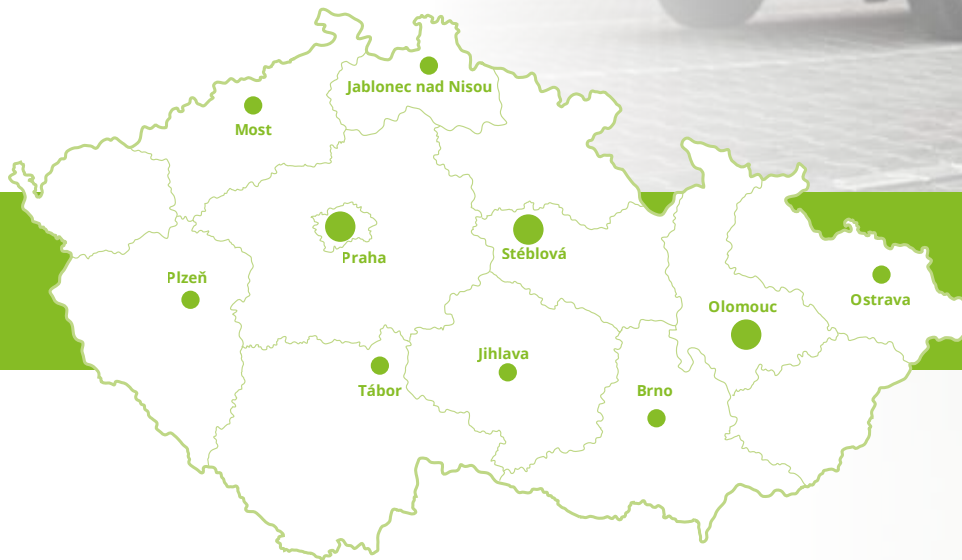 Jablonec nad Nisou
Most
Praha
Stéblová
Plzeň
Ostrava
Olomouc
Jihlava
Tábor
Brno